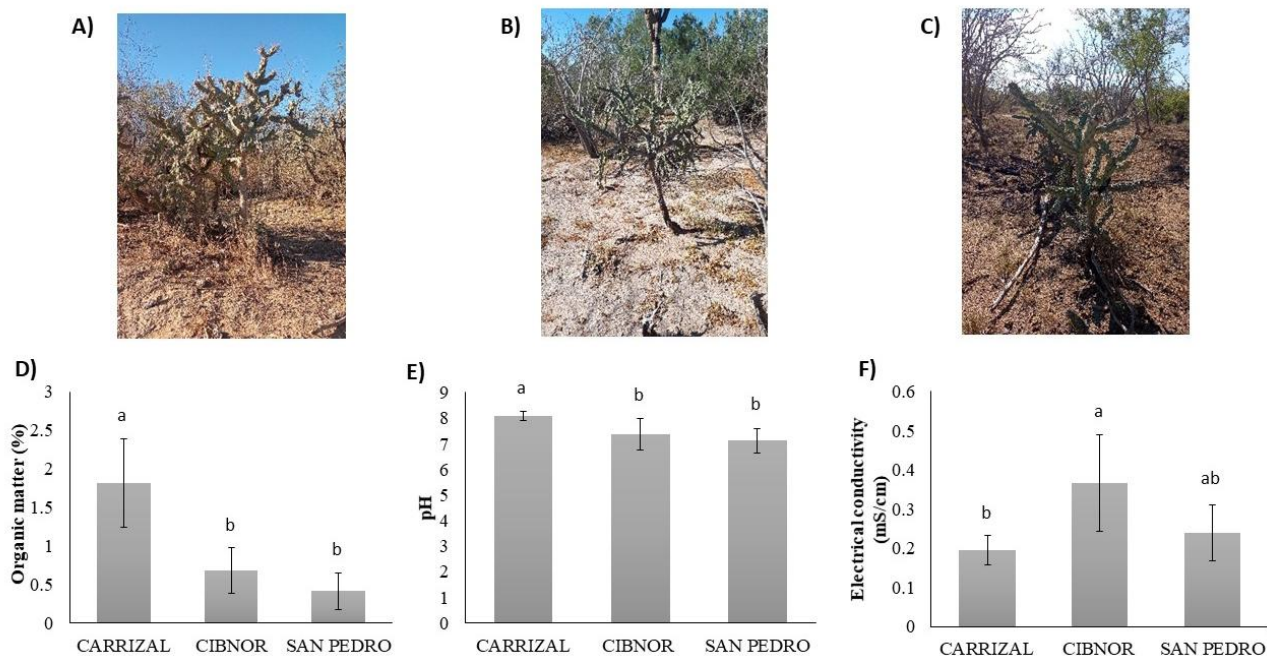 A)
B)
C)
D)
3
2.5
2
1.5
1
0.5
0
Organic matter (%)
a
b
b
CARRIZAL CIBNOR SAN PEDRO
E)
9
8
7
6
5
4
3
2
1
0
pH
a
b
b
CARRIZAL CIBNOR SAN PEDRO
F)
0.6
0.5
0.4
0.3
0.2
0.1
0
Electrical conductivity
(mS/cm)
b
a
ab
CARRIZAL CIBNOR SAN PEDRO